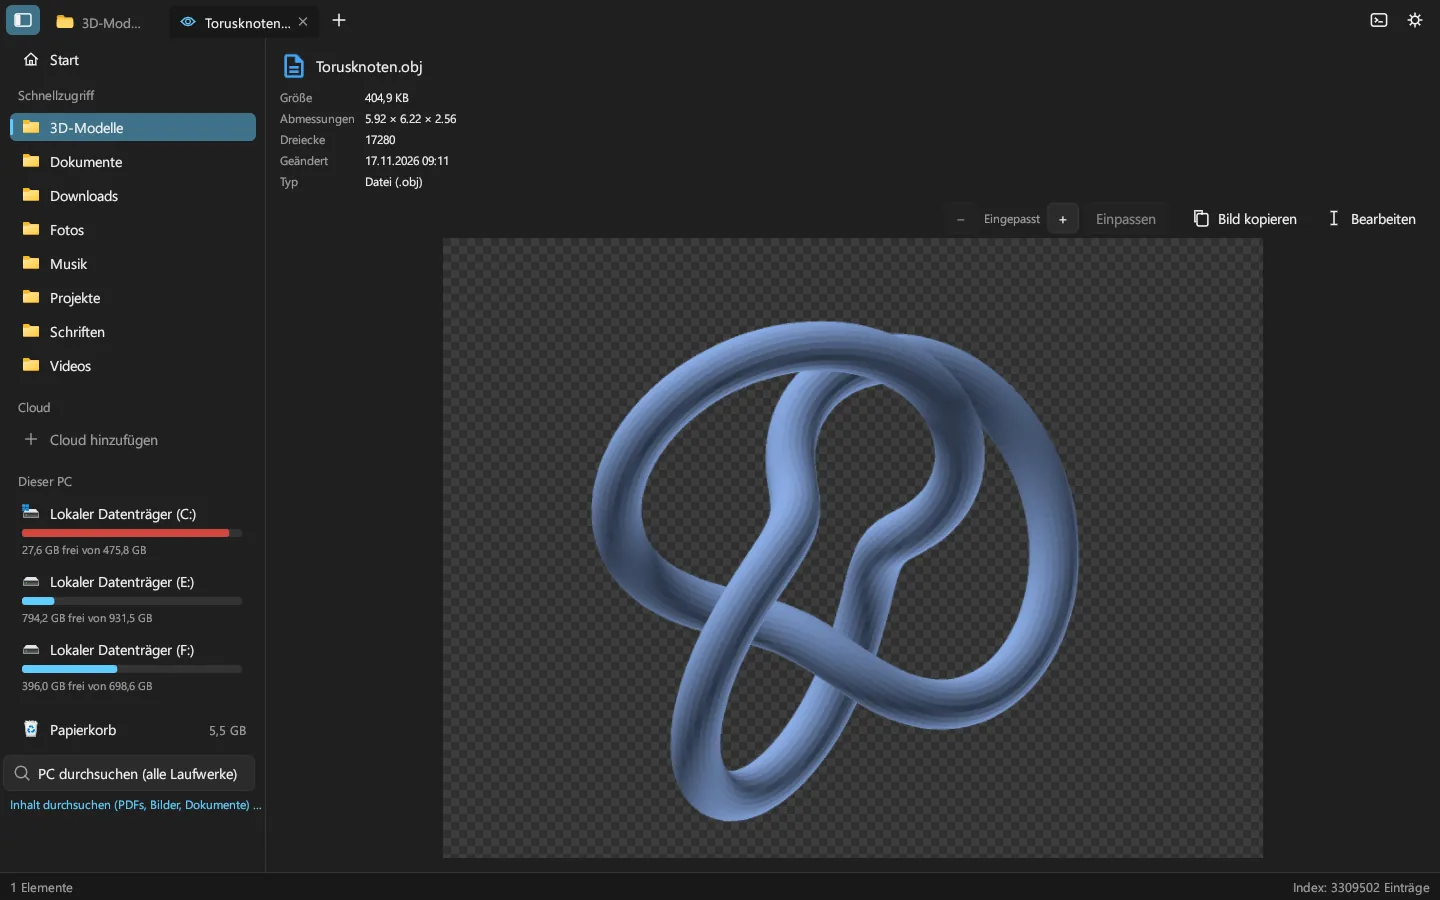 3D-Mod...
Torusknoten...
Start
Schnellzugriff
3D-Modelle
Dokumente
Downloads
Fotos
Musik
Projekte
Schriften
Videos
Cloud
Cloud hinzufügen
Dieser PC
Lokaler Datenträger (C:)
27,6 GB frei von 475,8 GB
Lokaler Datenträger (E:)
794,2 GB frei von 931,5 GB
Lokaler Datenträger (F:)
396,0 GB frei von 698,6 GB
Papierkorb 5,5 GB
PC durchsuchen (alle Laufwerke)
Inhalt durchsuchen (PDFs, Bilder, Dokumente) ...
Torusknoten.obj
Größe 404,9 KB
Abmessungen 5.92 × 6.22 × 2.56
Dreiecke 17280
Geändert 17.11.2026 09:11
Typ Datei (.obj)
− Eingepasst + Einpassen Bild kopieren Bearbeiten
1 Elemente
Index: 3309502 Einträge